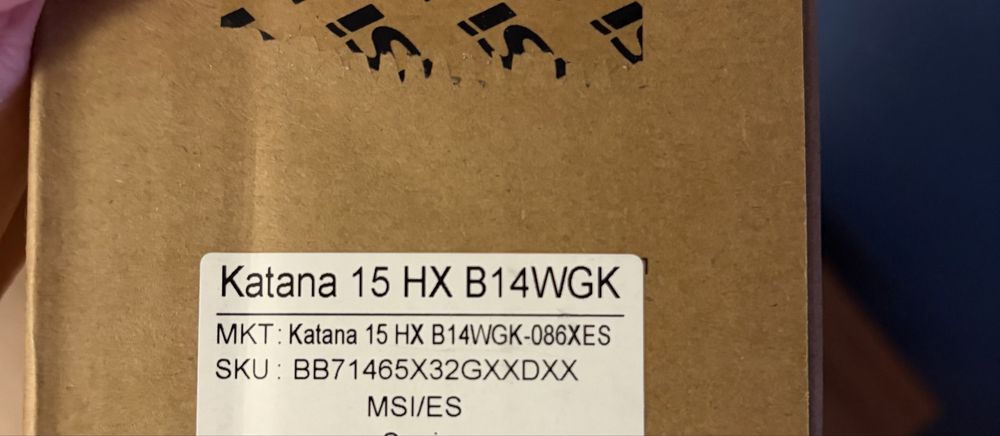 Katana 15 HX B14WGK
MKT : Katana 15 HX B14WGK-086XES
SKU : BB71465X32GXXDXX
MSI/ES